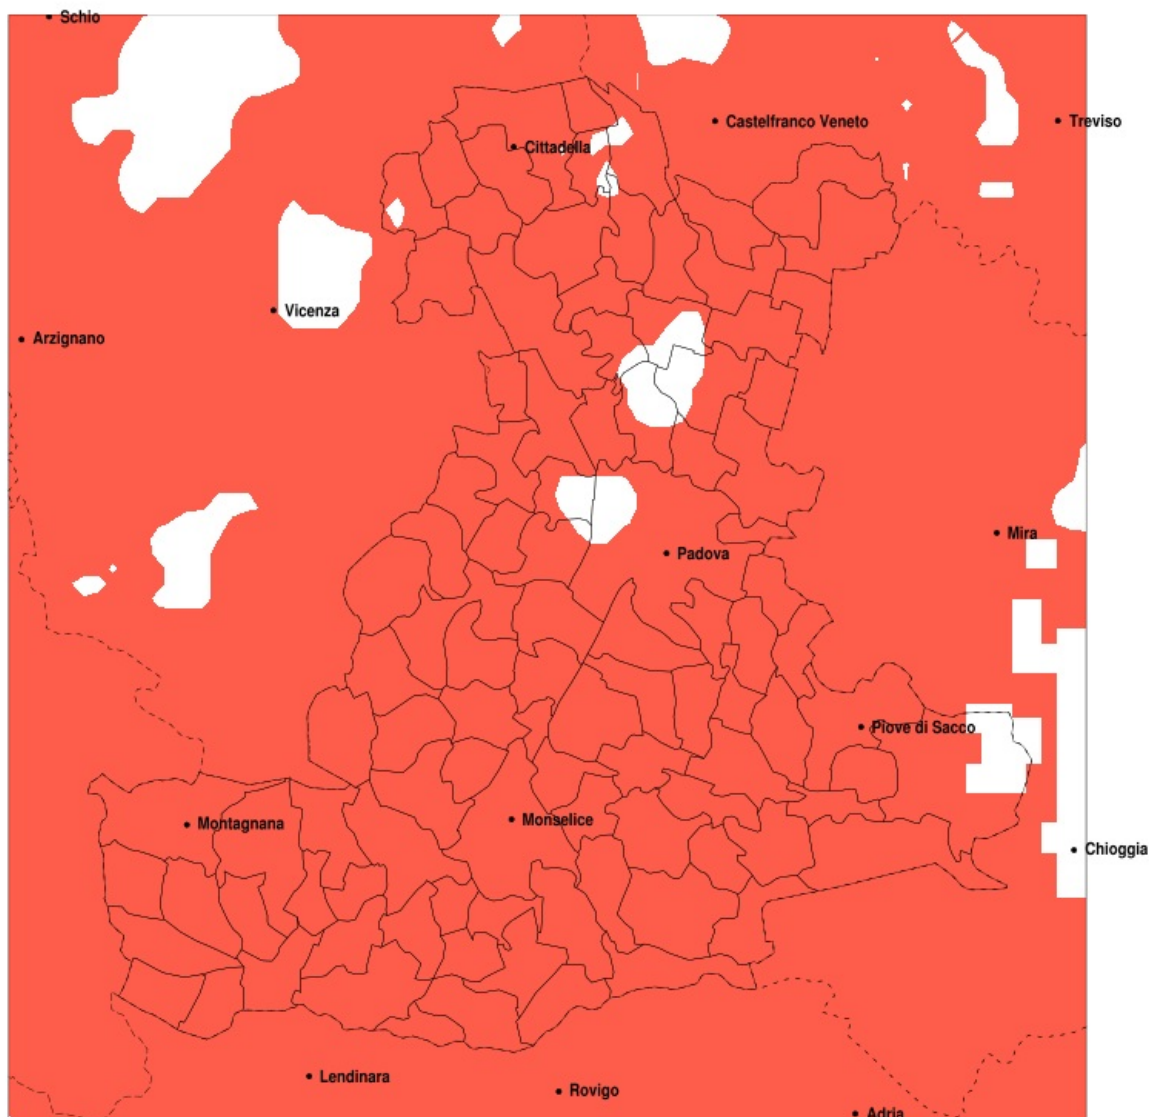 Schio
Castelfranco Veneto
Treviso
Cittadella
Vicenza
Arzignano
Mira
Padova
Piove di Sacco
Montagnana
Monselice
Chioggia
Lendinara
Rovigo
Adria